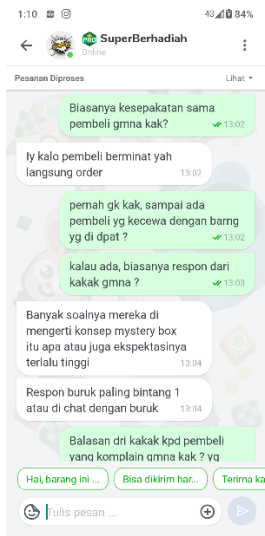 1:10 4G 84%
SuperBerhadiah
Online
Pesanan Diproses Lihat
Biasanya kesepakatan sama
pembeli gmna kak?
13:02
Iy kalo pembeli berminat yah
langsung order
13:02
pernah gk kak, sampai ada
pembeli yg kecewa dengan barng
yg di dpat ?
13:02
kalau ada, biasanya respon dari
kakak gmna ?
13:03
Banyak soalnya mereka di
mengerti konsep mystery box
itu apa atau juga ekspektasinya
terlalu tinggi
13:04
Respon buruk paling bintang 1
atau di chat dengan buruk
13:04
Balasan dri kakak kpd pembeli
yang komplain gmna kak ? yg
Hai, barang ini ... Bisa dikirim har... Terima ka
Tulis pesan ...